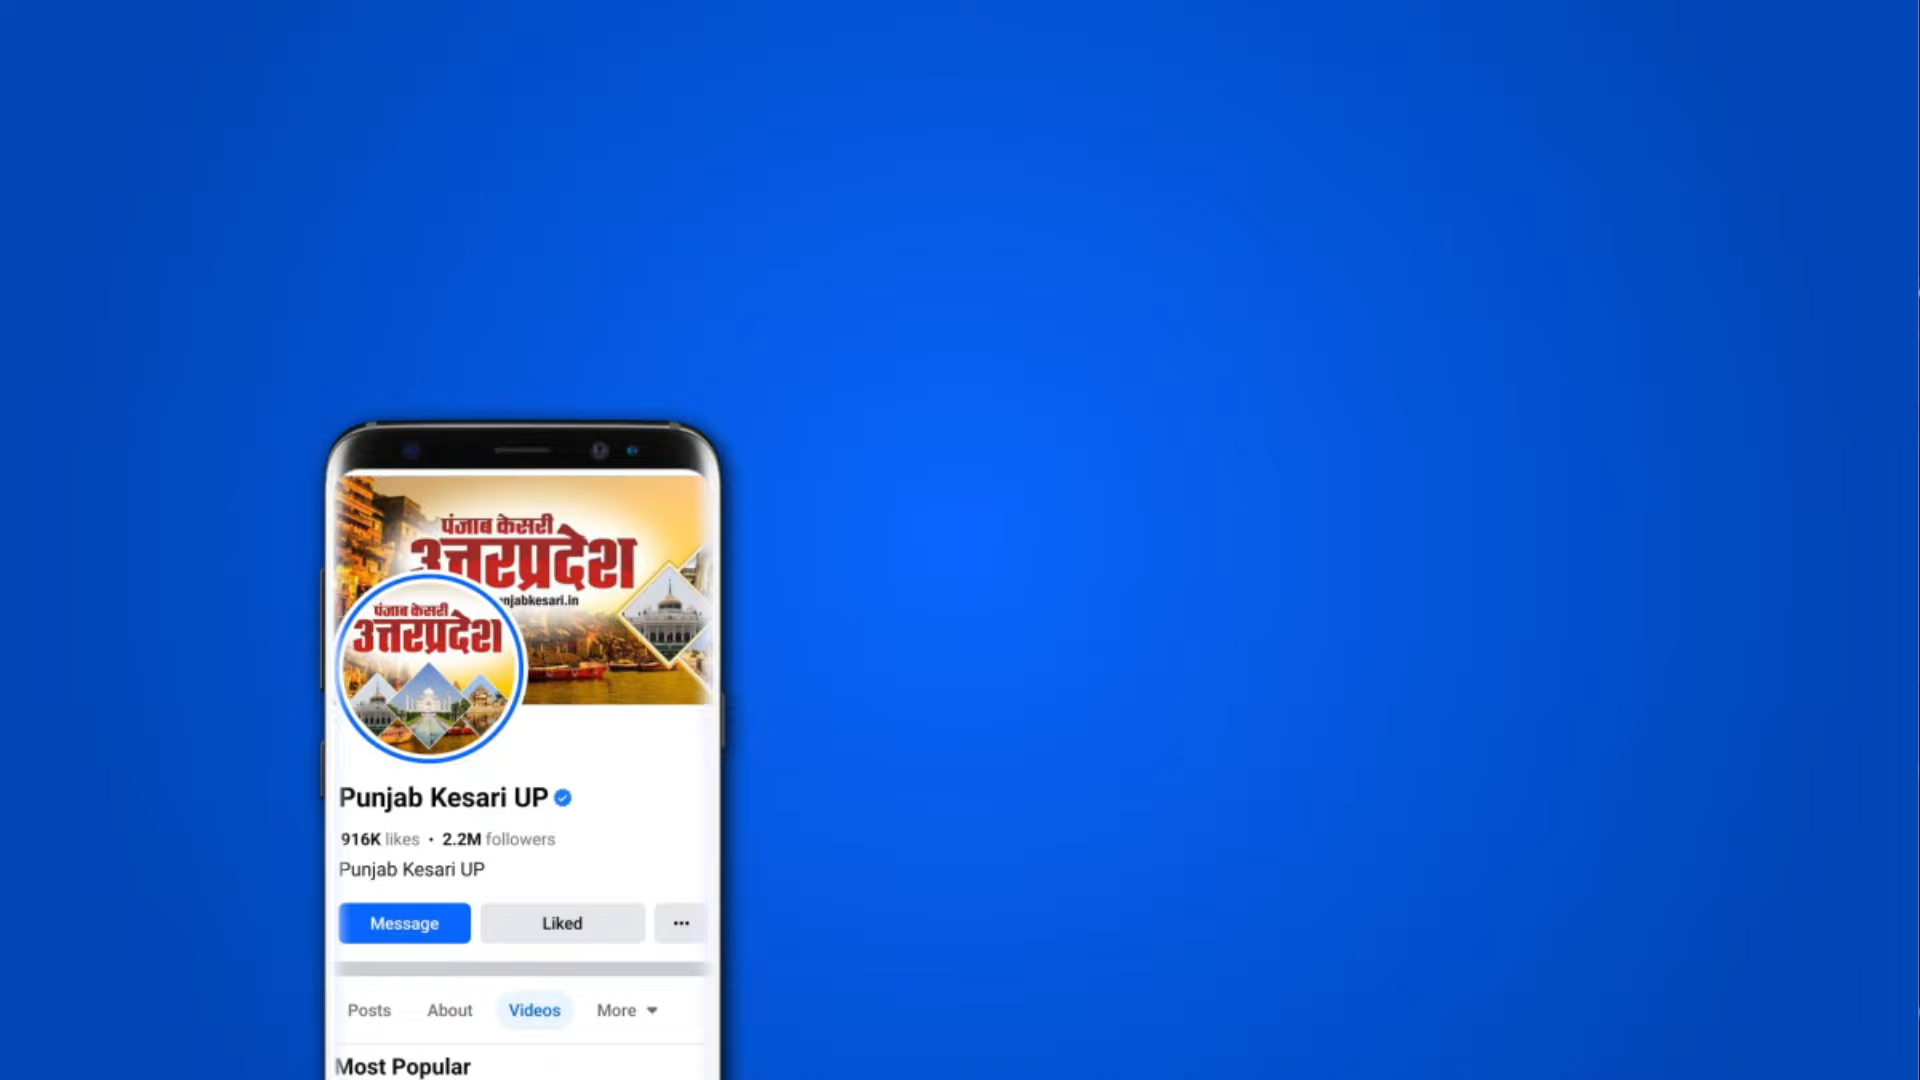 पंजाब केसरी
उत्तरप्रदेश
njabkesari.in
पंजाब केसरी
उत्तरप्रदेश
Punjab Kesari UP
916K likes • 2.2M followers
Punjab Kesari UP
Message
Liked
Posts
About
Videos
More
Most Popular